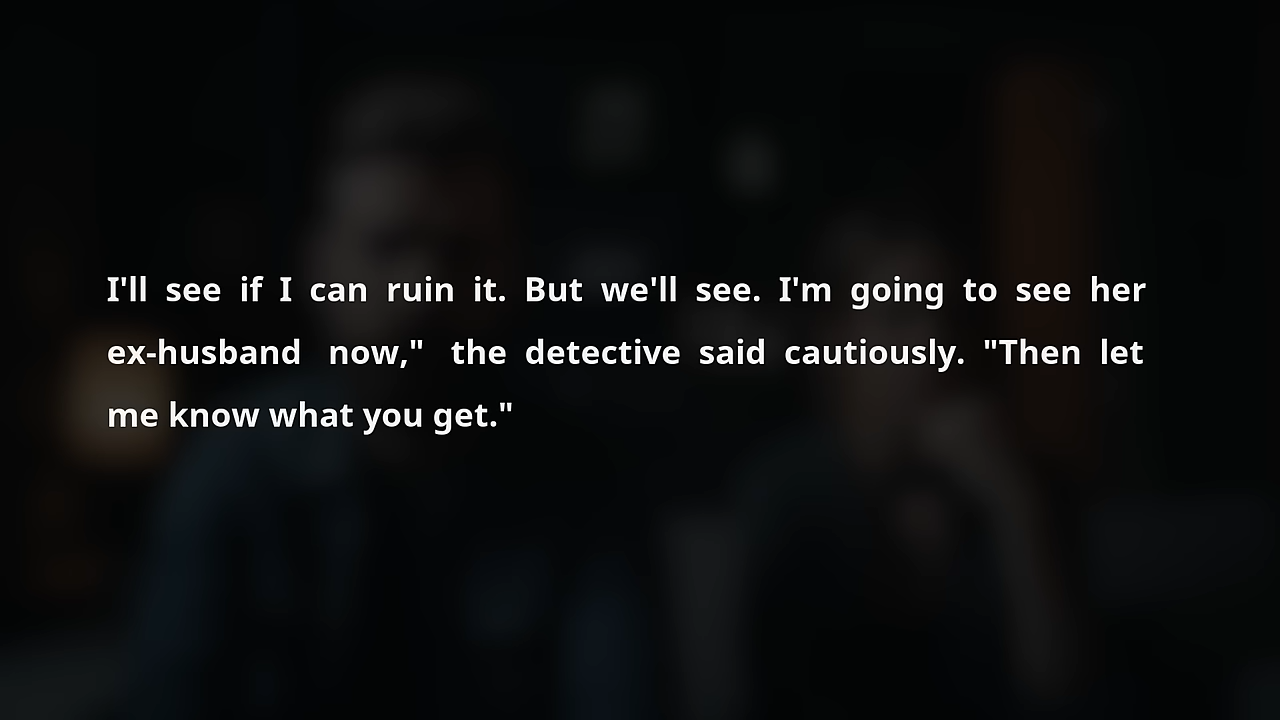 I'll see if I can ruin it. But we'll see. I'm going to see her
ex-husband now," the detective said cautiously. "Then let
me know what you get."